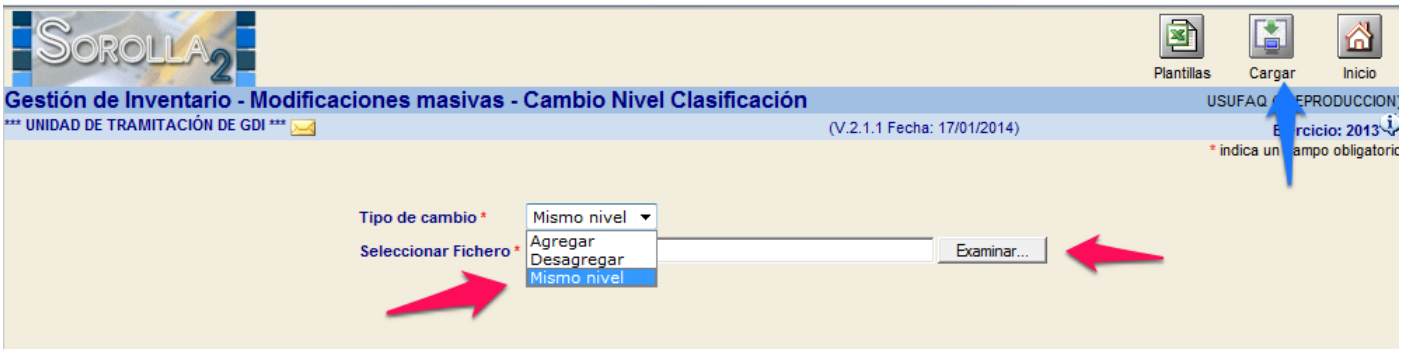 SOROLLA2
Plantillas Cargar Inicio
Gestión de Inventario - Modificaciones masivas - Cambio Nivel Clasificación USUFAQ
*** UNIDAD DE TRAMITACIÓN DE GDI *** (V.2.1.1 Fecha: 17/01/2014) 2013
* indica un obligatorio
Tipo de cambio * Mismo nivel
Seleccionar Fichero * Examinar...
Agregar
Desagregar
Mismo nivel